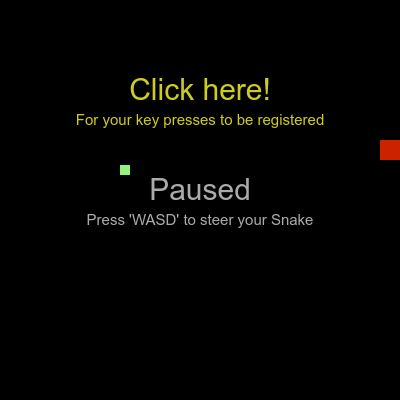 Click here!
For your key presses to be registered
Paused
Press 'WASD' to steer your Snake